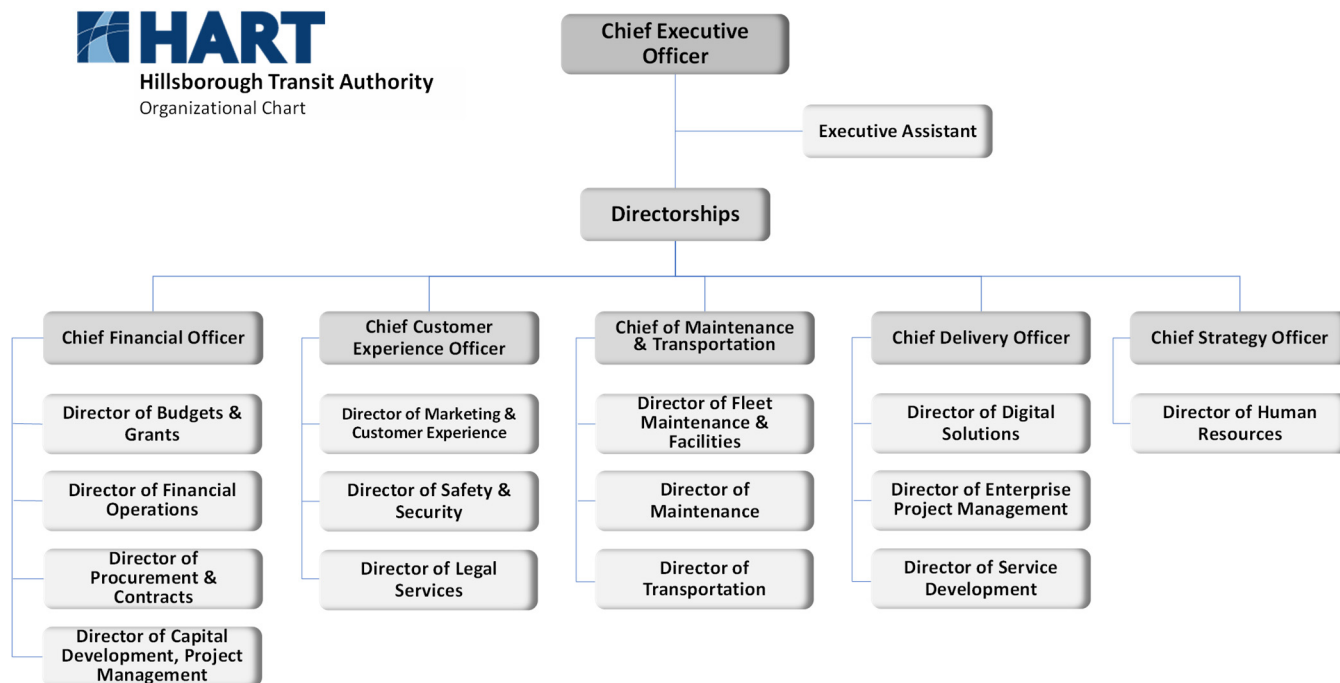 HART
Hillsborough Transit Authority
Organizational Chart
Chief Executive
Officer
Executive Assistant
Directorships
Chief Financial Officer
Director of Budgets &
Grants
Director of Financial
Operations
Director of
Procurement &
Contracts
Director of Capital
Development, Project
Management
Chief Customer
Experience Officer
Director of Marketing &
Customer Experience
Director of Safety &
Security
Director of Legal
Services
Chief of Maintenance
& Transportation
Director of Fleet
Maintenance &
Facilities
Director of
Maintenance
Director of
Transportation
Chief Delivery Officer
Director of Digital
Solutions
Director of Enterprise
Project Management
Director of Service
Development
Chief Strategy Officer
Director of Human
Resources